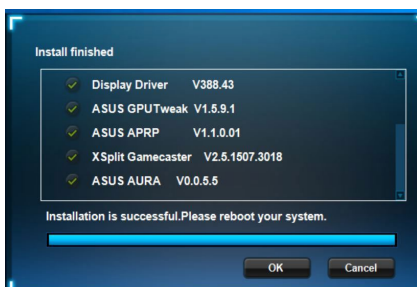 Install finished
Display Driver V388.43
ASUS GPUTweak V1.5.9.1
ASUS APRP V1.1.0.01
XSplit Gamecaster V2.5.1507.3018
ASUS AURA V0.0.5.5
Installation is successful.Please reboot your system.
OK Cancel